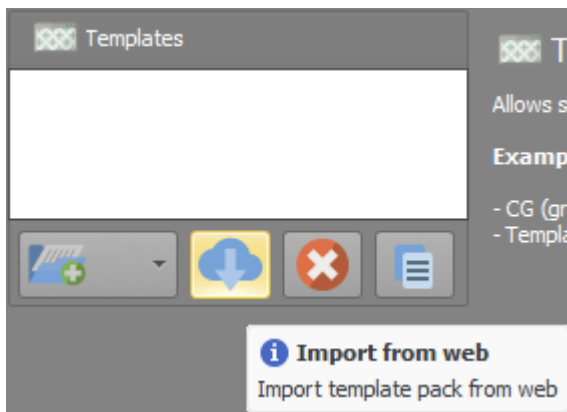 Templates
T
Allows s
Examp
- CG (gr
- Templa
Import from web
Import template pack from web